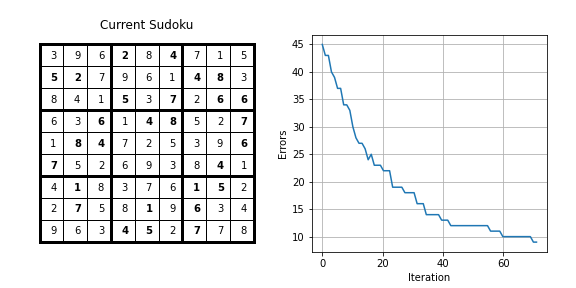 Current Sudoku
3 9 6 2 8 4 7 1 5
5 2 7 9 6 1 4 8 3
8 4 1 5 3 7 2 6 6
6 3 6 1 4 8 5 2 7
1 8 4 7 2 5 3 9 6
7 5 2 6 9 3 8 4 1
4 1 8 3 7 6 1 5 2
2 7 5 8 1 9 6 3 4
9 6 3 4 5 2 7 7 8
45
40
35
30
25
20
15
10
Errors
0 20 40 60
Iteration